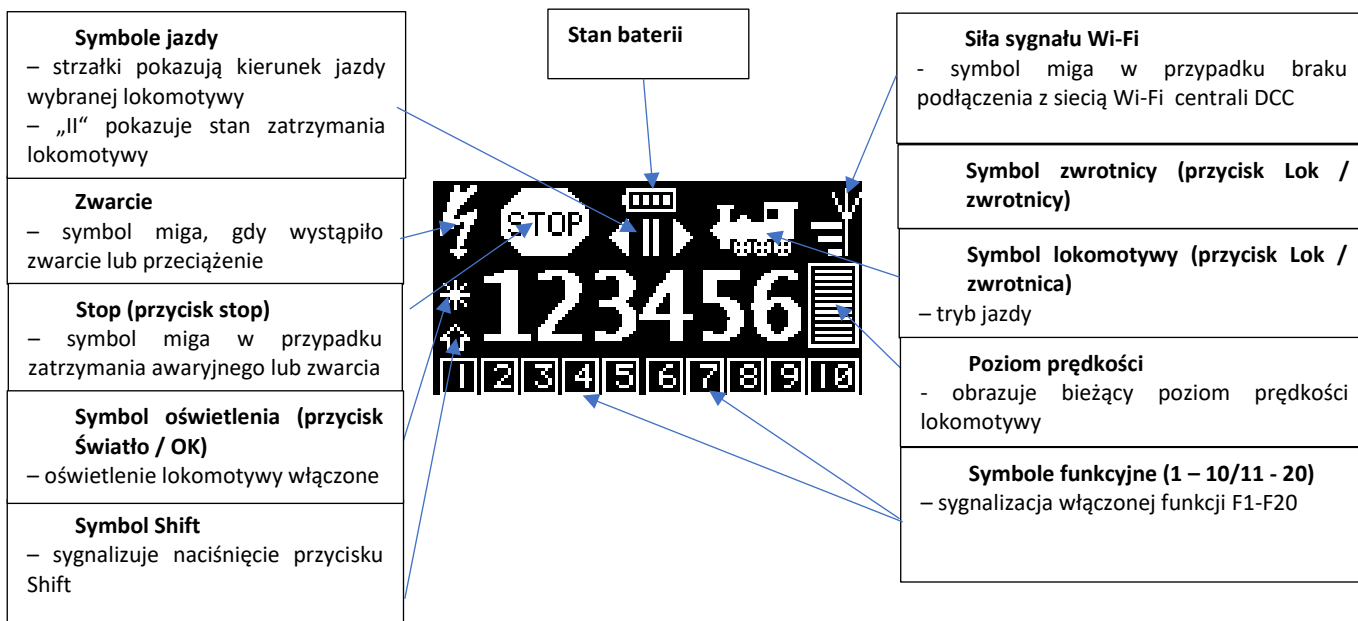 Symbole jazdy
– strzałki pokazują kierunek jazdy
wybranej lokomotywy
– „II“ pokazuje stan zatrzymania
lokomotywy
Zwarcie
– symbol miga, gdy wystąpiło
zwarcie lub przeciążenie
Stop (przycisk stop)
– symbol miga w przypadku
zatrzymania awaryjnego lub zwarcia
Symbol oświetlenia (przycisk
Światło / OK)
– oświetlenie lokomotywy włączone
Symbol Shift
– sygnalizuje naciśnięcie przycisku
Shift
Stan baterii
STOP
123456
1 2 3 4 5 6 7 8 9 10
Siła sygnału Wi-Fi
- symbol miga w przypadku braku
podłączenia z siecią Wi-Fi centrali DCC
Symbol zwrotnicy (przycisk Lok /
zwrotnicy)
Symbol lokomotywy (przycisk Lok /
zwrotnica)
– tryb jazdy
Poziom prędkości
- obrazuje bieżący poziom prędkości
lokomotywy
Symbole funkcyjne (1 – 10/11 - 20)
– sygnalizacja włączonej funkcji F1-F20